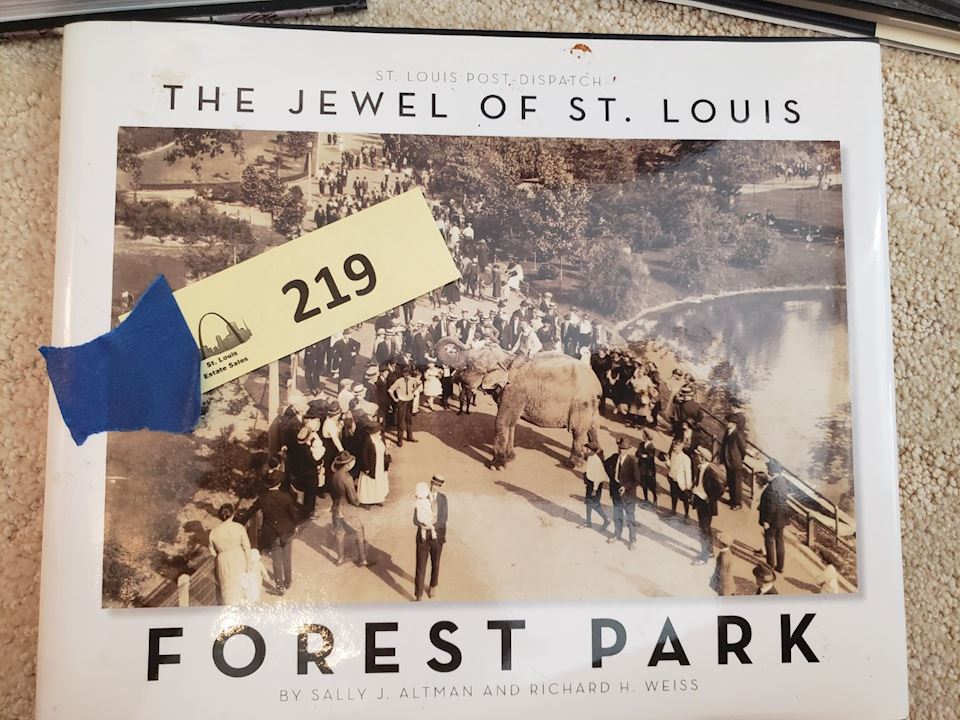 ST. LOUIS POST-DISPATCH
THE JEWEL OF ST. LOUIS
219
St. Louis
Estate Sales
FOREST PARK
BY SALLY J. ALTMAN AND RICHARD H. WEISS